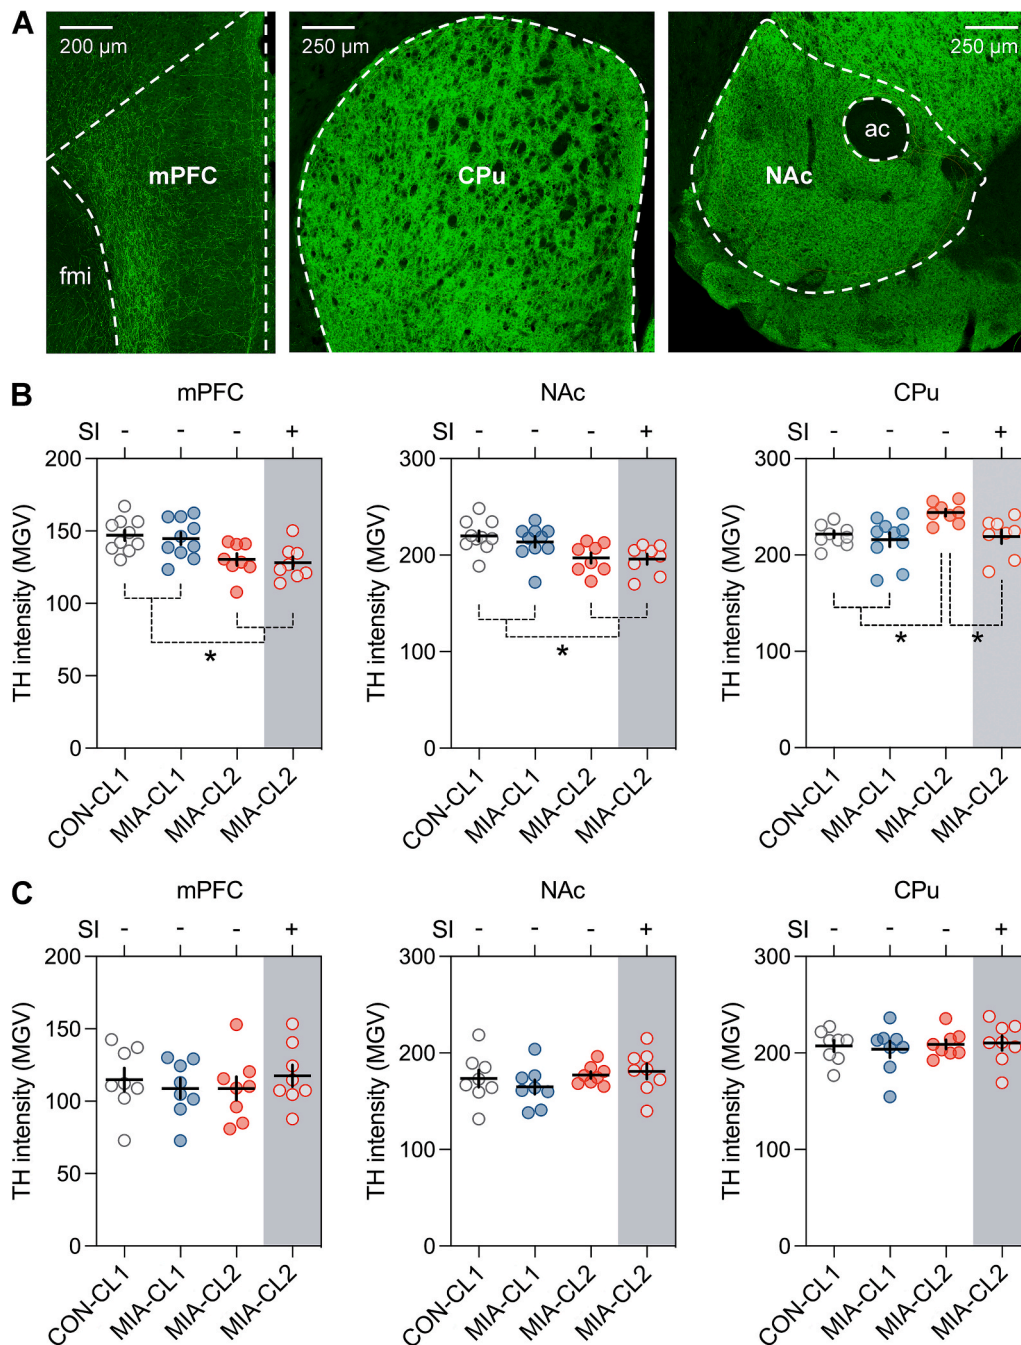 A
200 µm
250 µm
250 µm
mPFC
fmi
CPu
NAc
ac
B
mPFC
NAc
CPu
SI - - - +
SI - - - +
SI - - - +
TH intensity (MGV)
200
150
100
50
0
*
CON-CL1
MIA-CL1
MIA-CL2
MIA-CL2
TH intensity (MGV)
300
200
100
0
*
CON-CL1
MIA-CL1
MIA-CL2
MIA-CL2
TH intensity (MGV)
300
200
100
0
* *
CON-CL1
MIA-CL1
MIA-CL2
MIA-CL2
C
mPFC
NAc
CPu
SI - - - +
SI - - - +
SI - - - +
TH intensity (MGV)
200
150
100
50
0
CON-CL1
MIA-CL1
MIA-CL2
MIA-CL2
TH intensity (MGV)
300
200
100
0
CON-CL1
MIA-CL1
MIA-CL2
MIA-CL2
TH intensity (MGV)
300
200
100
0
CON-CL1
MIA-CL1
MIA-CL2
MIA-CL2